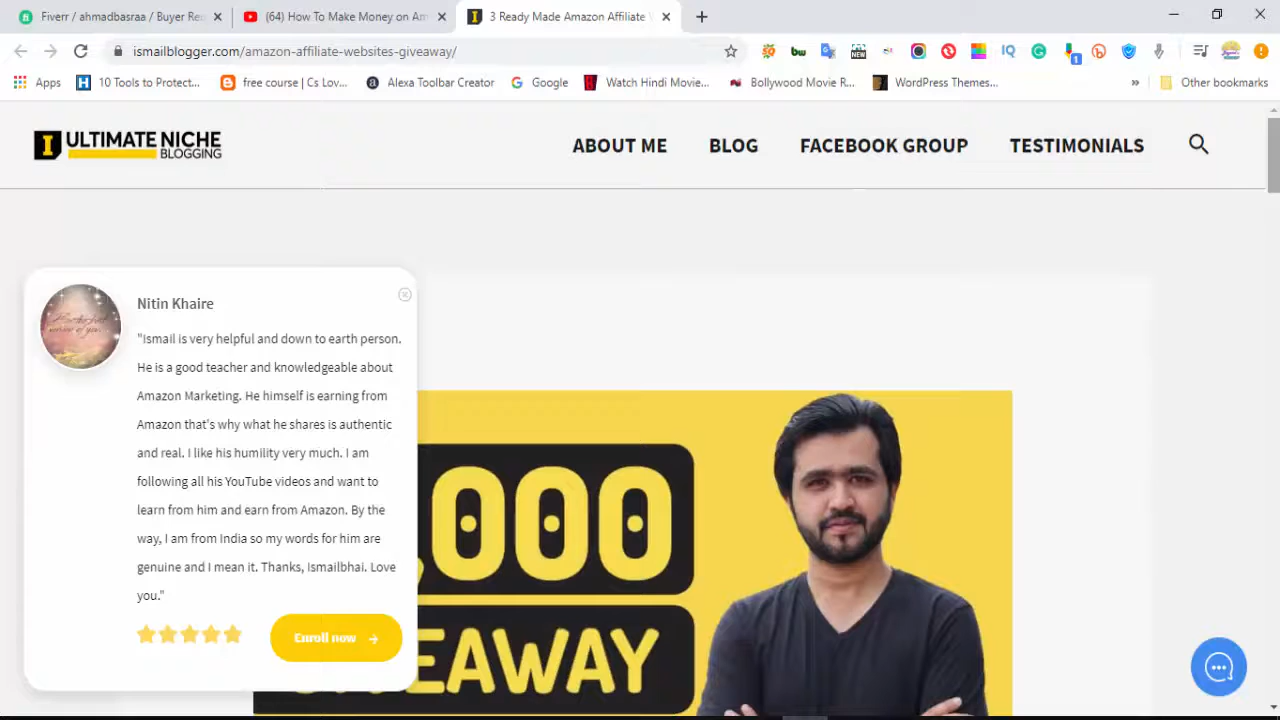 Fiverr / ahmadbasraa / Buyer Re
(64) How To Make Money on Am
3 Ready Made Amazon Affiliate
ismailblogger.com/amazon-affiliate-websites-giveaway/
bw
NEW
IQ
1
Apps
10 Tools to Protect...
free course | Cs Lov...
Alexa Toolbar Creator
Google
Watch Hindi Movie...
Bollywood Movie R...
WordPress Themes...
»
Other bookmarks
ULTIMATE NICHE
BLOGGING
ABOUT ME
BLOG
FACEBOOK GROUP
TESTIMONIALS
Nitin Khaire
"Ismail is very helpful and down to earth person.
He is a good teacher and knowledgeable about
Amazon Marketing. He himself is earning from
Amazon that's why what he shares is authentic
and real. I like his humility very much. I am
following all his YouTube videos and want to
learn from him and earn from Amazon. By the
way, I am from India so my words for him are
genuine and I mean it. Thanks, Ismailbhai. Love
you."
Enroll now
,000
EAWAY